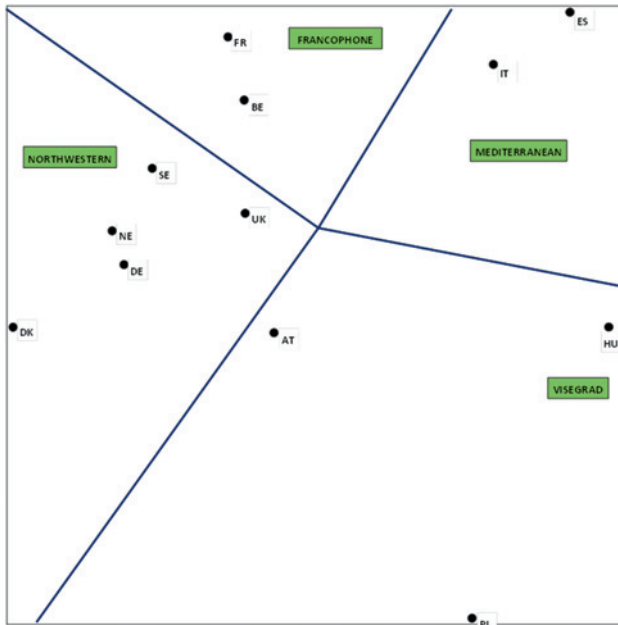 ES
FR
FRANCOPHONE
IT
BE
MEDITERRANEAN
NORTHWESTERN
SE
UK
NE
DE
DK
AT
HU
VISEGRAD